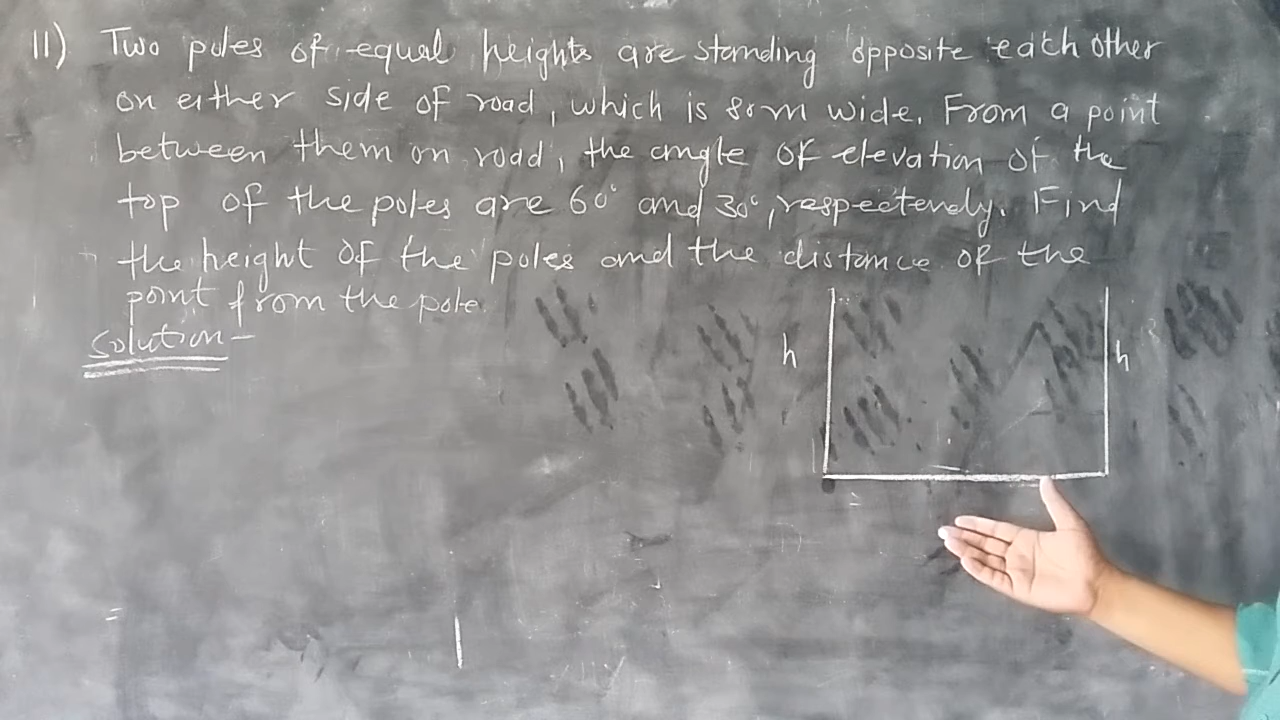 11) Two poles of equal heights are standing opposite each other
on either side of road, which is 80m wide. From a point
between them on road, the angle of elevation of the
top of the poles are 60° and 30°, respectendy. Find
the height of the poles and the distance of the
point from the pole.
Solution-
h h